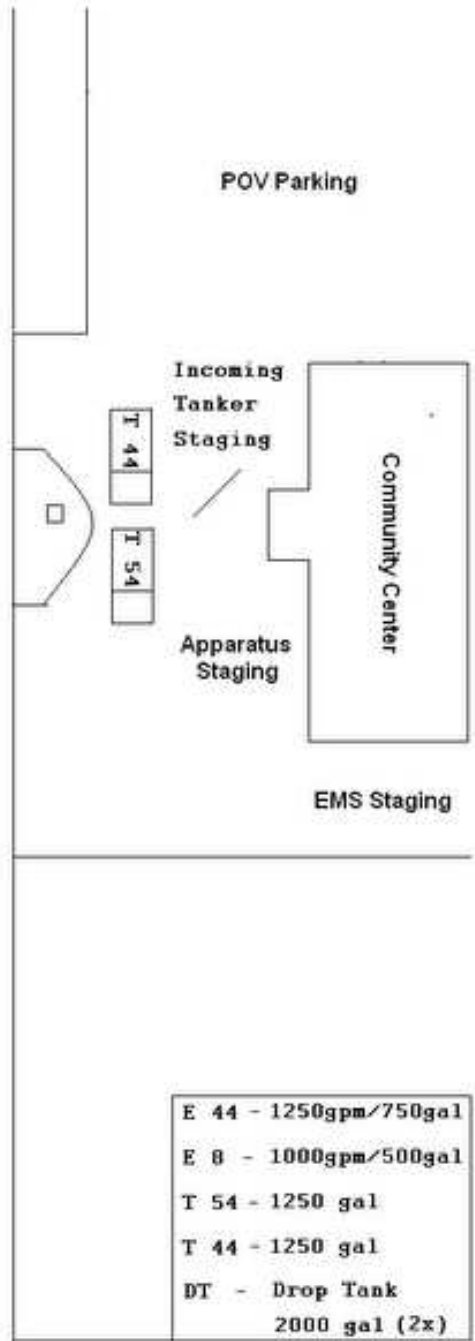 POV Parking
Incoming
Tanker
Staging
T 44
T 54
Community Center
Apparatus
Staging
EMS Staging
E 44 - 1250gpm/750gal
E 8 - 1000gpm/500gal
T 54 - 1250 gal
T 44 - 1250 gal
DT - Drop Tank
2000 gal (2x)